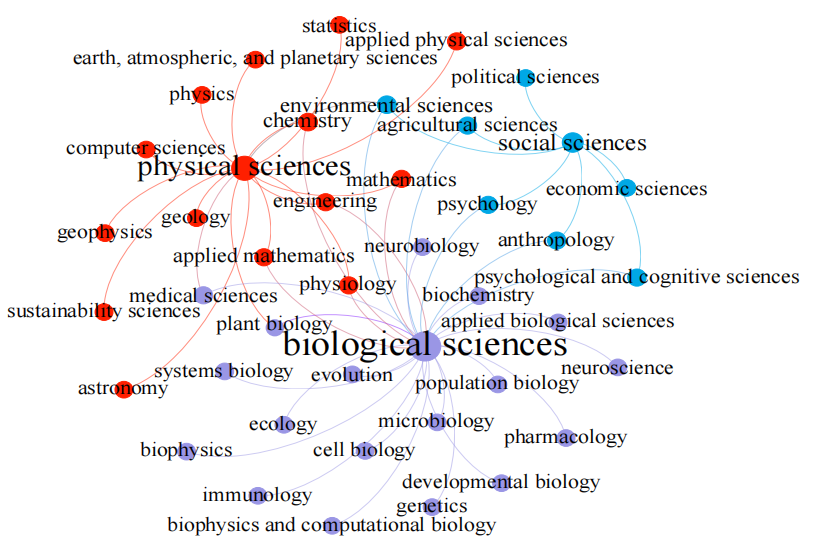 statistics
applied physical sciences
earth, atmospheric, and planetary sciences
political sciences
physics
environmental sciences
chemistry
agricultural sciences
social sciences
computer sciences
physical sciences
mathematics
economic sciences
engineering
psychology
geology
geophysics
neurobiology
anthropology
applied mathematics
physiology
psychological and cognitive sciences
medical sciences
biochemistry
sustainability sciences
plant biology
applied biological sciences
biological sciences
systems biology
evolution
neuroscience
population biology
astronomy
ecology
microbiology
pharmacology
biophysics
cell biology
developmental biology
immunology
genetics
biophysics and computational biology